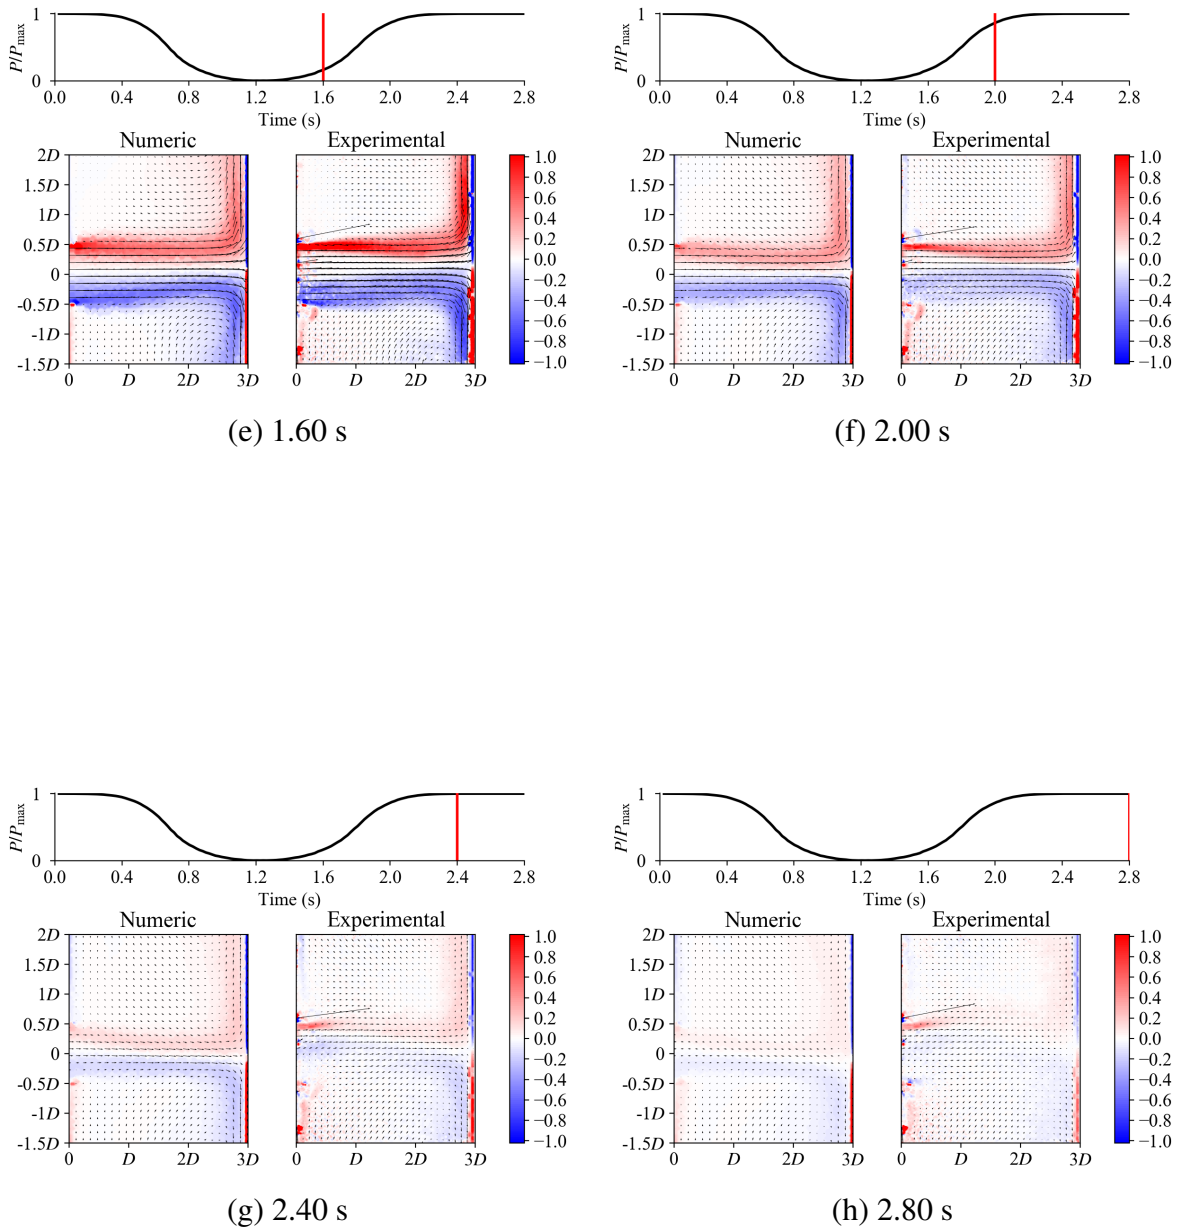 1
P/Pmax
0
0.0 0.4 0.8 1.2 1.6 2.0 2.4 2.8
Time (s)
Numeric Experimental
2D
1.5D
1D
0.5D
0
-0.5D
-1D
-1.5D
0 D 2D 3D
0 D 2D 3D
1.0
0.8
0.6
0.4
0.2
0.0
−0.2
−0.4
−0.6
−0.8
−1.0
(e) 1.60 s
1
P/Pmax
0
0.0 0.4 0.8 1.2 1.6 2.0 2.4 2.8
Time (s)
Numeric Experimental
2D
1.5D
1D
0.5D
0
-0.5D
-1D
-1.5D
0 D 2D 3D
0 D 2D 3D
1.0
0.8
0.6
0.4
0.2
0.0
−0.2
−0.4
−0.6
−0.8
−1.0
(f) 2.00 s
1
P/Pmax
0
0.0 0.4 0.8 1.2 1.6 2.0 2.4 2.8
Time (s)
Numeric Experimental
2D
1.5D
1D
0.5D
0
-0.5D
-1D
-1.5D
0 D 2D 3D
0 D 2D 3D
1.0
0.8
0.6
0.4
0.2
0.0
−0.2
−0.4
−0.6
−0.8
−1.0
(g) 2.40 s
1
P/Pmax
0
0.0 0.4 0.8 1.2 1.6 2.0 2.4 2.8
Time (s)
Numeric Experimental
2D
1.5D
1D
0.5D
0
-0.5D
-1D
-1.5D
0 D 2D 3D
0 D 2D 3D
1.0
0.8
0.6
0.4
0.2
0.0
−0.2
−0.4
−0.6
−0.8
−1.0
(h) 2.80 s